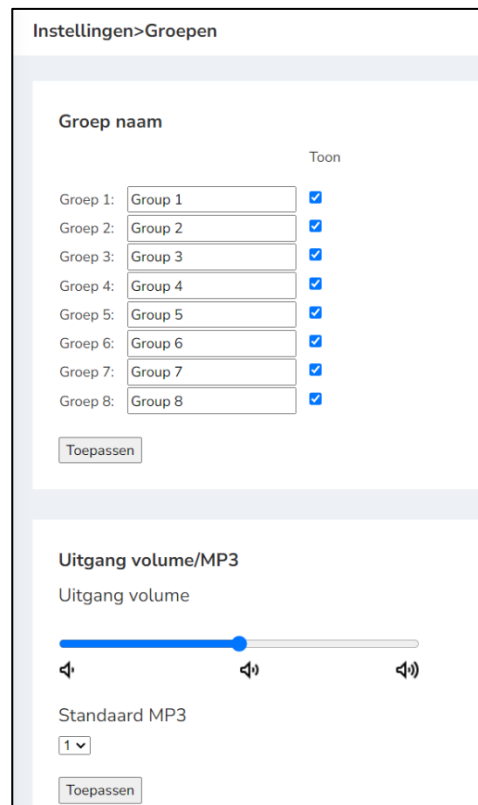 Instellingen>Groepen
Groep naam
Toon
Groep 1: Group 1
Groep 2: Group 2
Groep 3: Group 3
Groep 4: Group 4
Groep 5: Group 5
Groep 6: Group 6
Groep 7: Group 7
Groep 8: Group 8
Toepassen
Uitgang volume/MP3
Uitgang volume
Standaard MP3
1
Toepassen